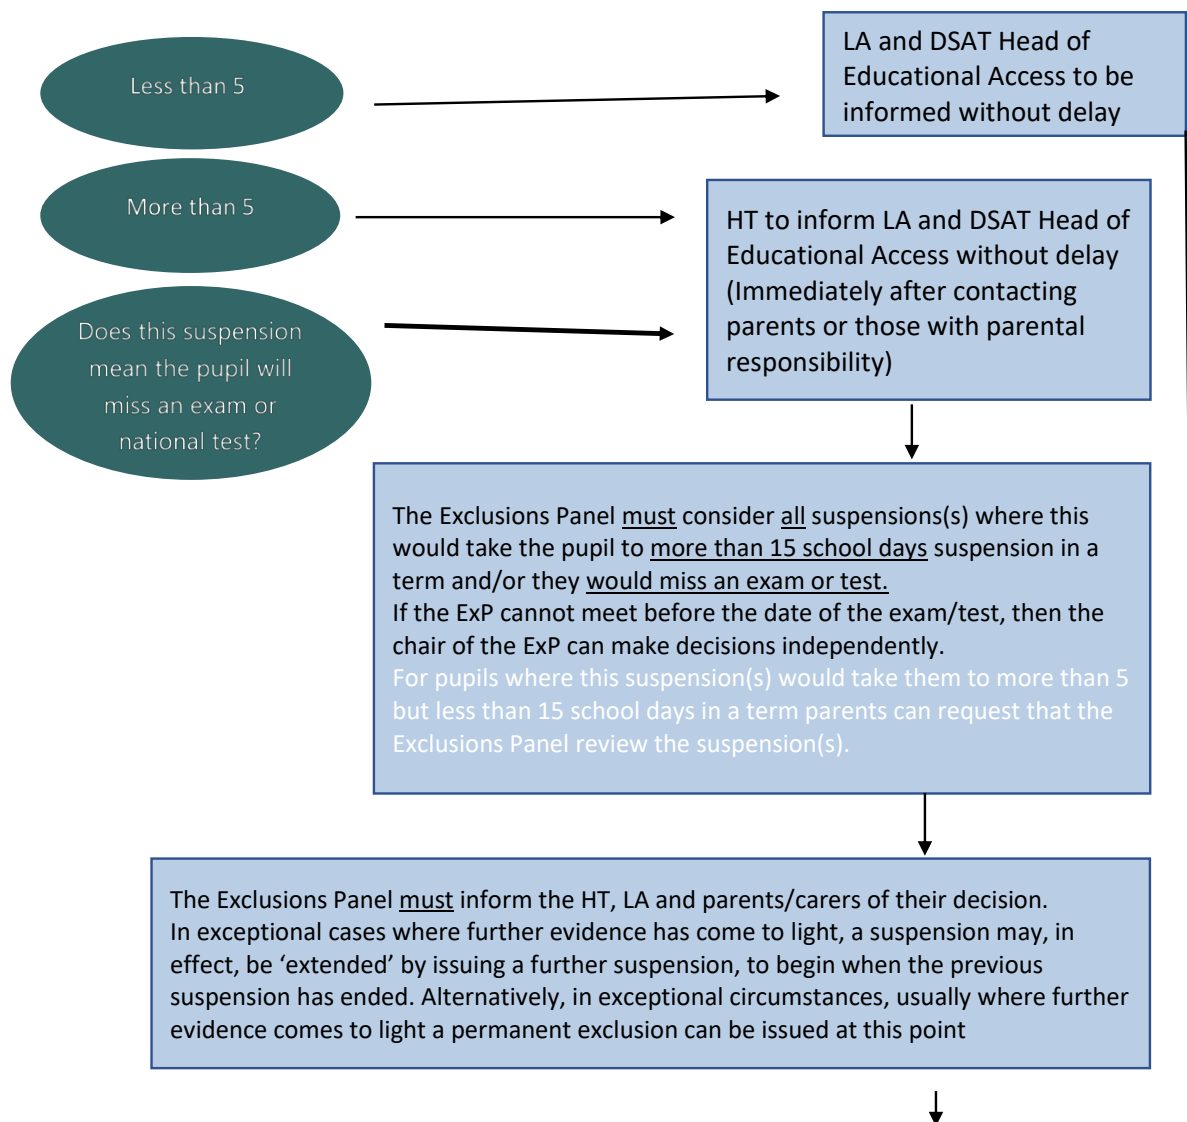 Less than 5
LA and DSAT Head of
Educational Access to be
informed without delay
More than 5
HT to inform LA and DSAT Head of
Educational Access without delay
(Immediately after contacting
parents or those with parental
responsibility)
Does this suspension
mean the pupil will
miss an exam or
national test?
The Exclusions Panel must consider all suspensions(s) where this
would take the pupil to more than 15 school days suspension in a
term and/or they would miss an exam or test.
If the ExP cannot meet before the date of the exam/test, then the
chair of the ExP can make decisions independently.
For pupils where this suspension(s) would take them to more than 5
but less than 15 school days in a term parents can request that the
Exclusions Panel review the suspension(s).
The Exclusions Panel must inform the HT, LA and parents/carers of their decision.
In exceptional cases where further evidence has come to light, a suspension may, in
effect, be ‘extended’ by issuing a further suspension, to begin when the previous
suspension has ended. Alternatively, in exceptional circumstances, usually where further
evidence comes to light a permanent exclusion can be issued at this point